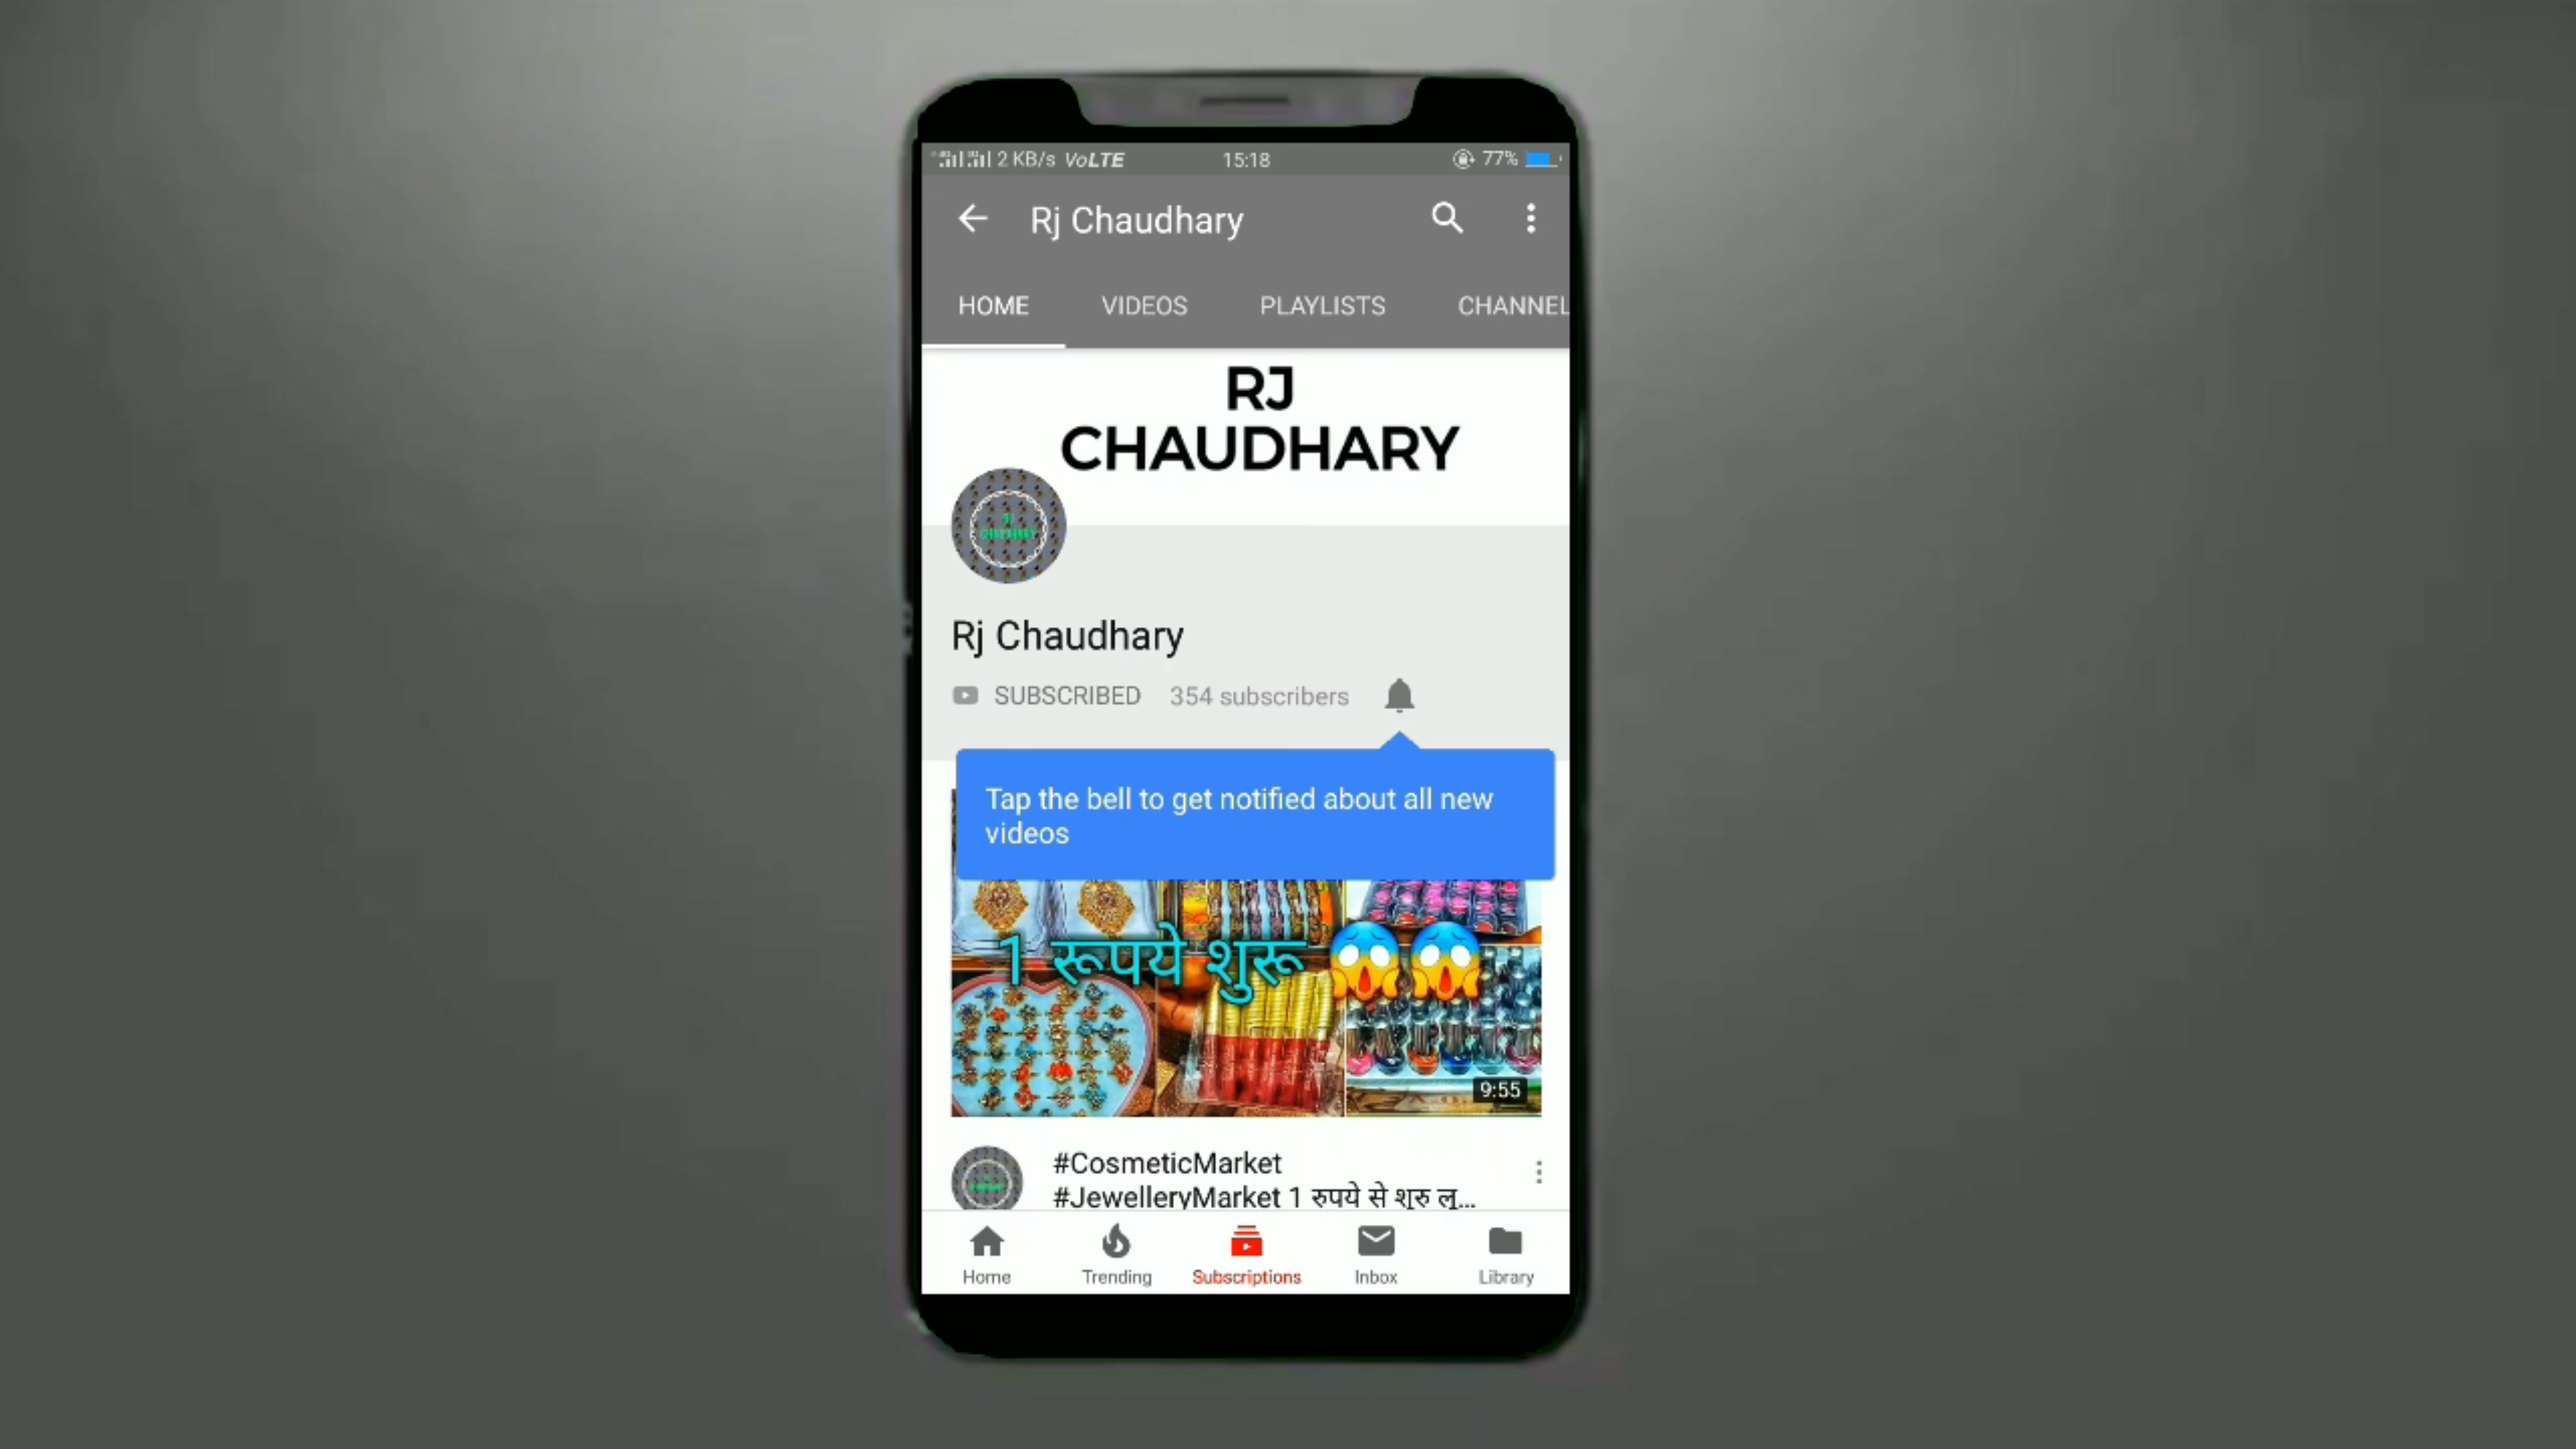 2 KB/s VoLTE 15:18 77%
Rj Chaudhary
HOME VIDEOS PLAYLISTS CHANNEL
RJ
CHAUDHARY
Rj Chaudhary
SUBSCRIBED 354 subscribers
Tap the bell to get notified about all new
videos
1 रूपये शुरू
9:55
#CosmeticMarket
#JewelleryMarket 1 रुपये से शुरु लू...
Home Trending Subscriptions Inbox Library